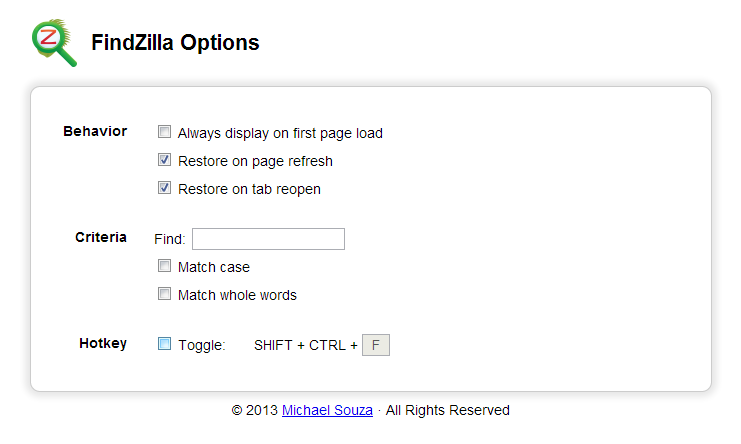 Z
FindZilla Options
Behavior
Always display on first page load
Restore on page refresh
Restore on tab reopen
Criteria
Find:
Match case
Match whole words
Hotkey
Toggle: SHIFT + CTRL + F
© 2013 Michael Souza · All Rights Reserved